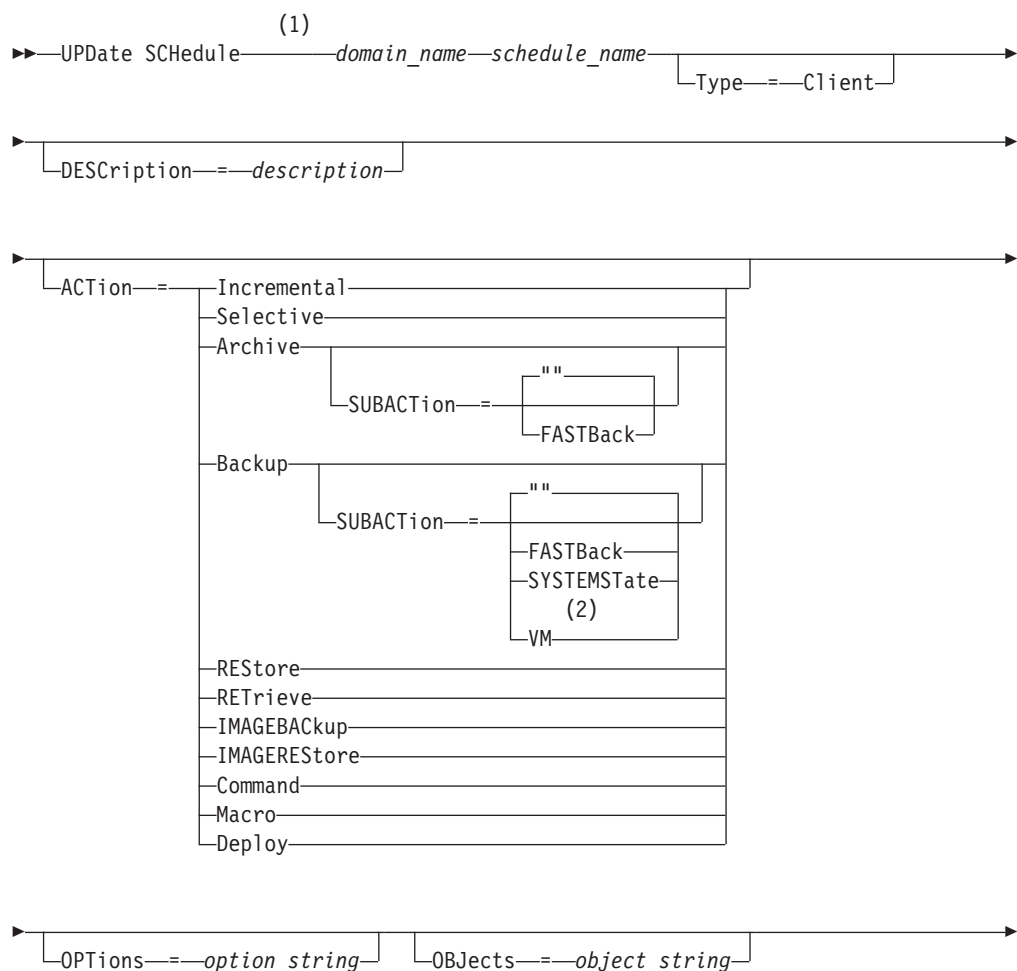 (1)
UPDate SCHedule domain_name schedule_name
Type = Client
DESCription = description
ACTion = Incremental
Selective
Archive
""
SUBACTion =
FASTBack
Backup
""
SUBACTion =
FASTBack
SYSTEMSTate
(2)
VM
REStore
RETrieve
IMAGEBACkup
IMAGEREStore
Command
Macro
Deploy
OPTions = option string OBJects = object string